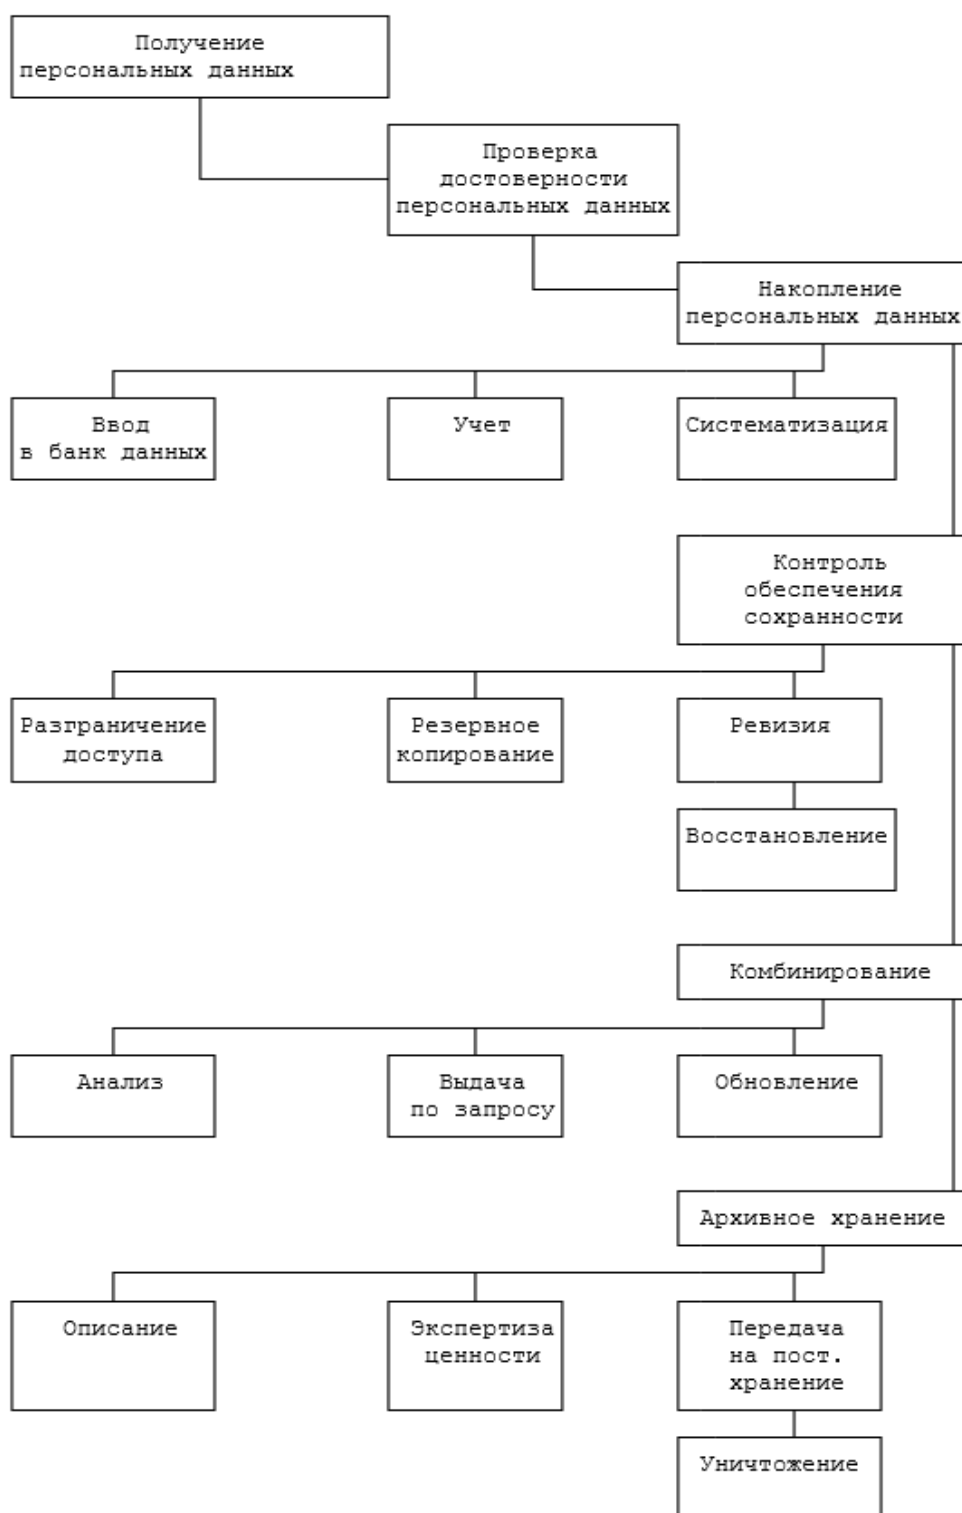 Получение
персональных данных
Проверка
достоверности
персональных данных
Накопление
персональных данных
Ввод
в банк данных
Учет
Систематизация
Контроль
обеспечения
сохранности
Разграничение
доступа
Резервное
копирование
Ревизия
Восстановление
Комбинирование
Анализ
Выдача
по запросу
Обновление
Архивное хранение
Описание
Экспертиза
ценности
Передача
на пост.
хранение
Уничтожение